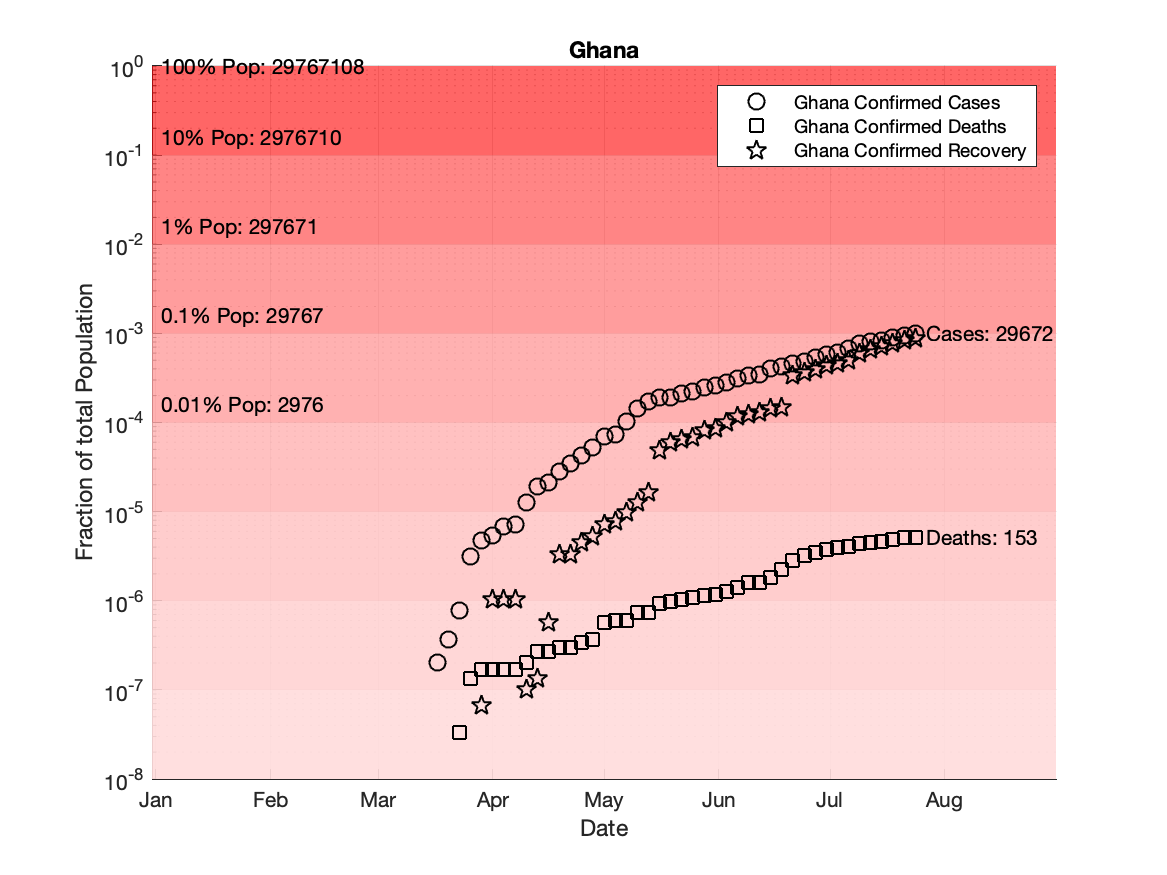 Ghana
10^0
100% Pop: 29767108
Ghana Confirmed Cases
Ghana Confirmed Deaths
Ghana Confirmed Recovery
10% Pop: 2976710
10^-1
1% Pop: 297671
10^-2
0.1% Pop: 29767
10^-3
Cases: 29672
0.01% Pop: 2976
10^-4
10^-5
Deaths: 153
10^-6
10^-7
10^-8
Fraction of total Population
Jan Feb Mar Apr May Jun Jul Aug
Date